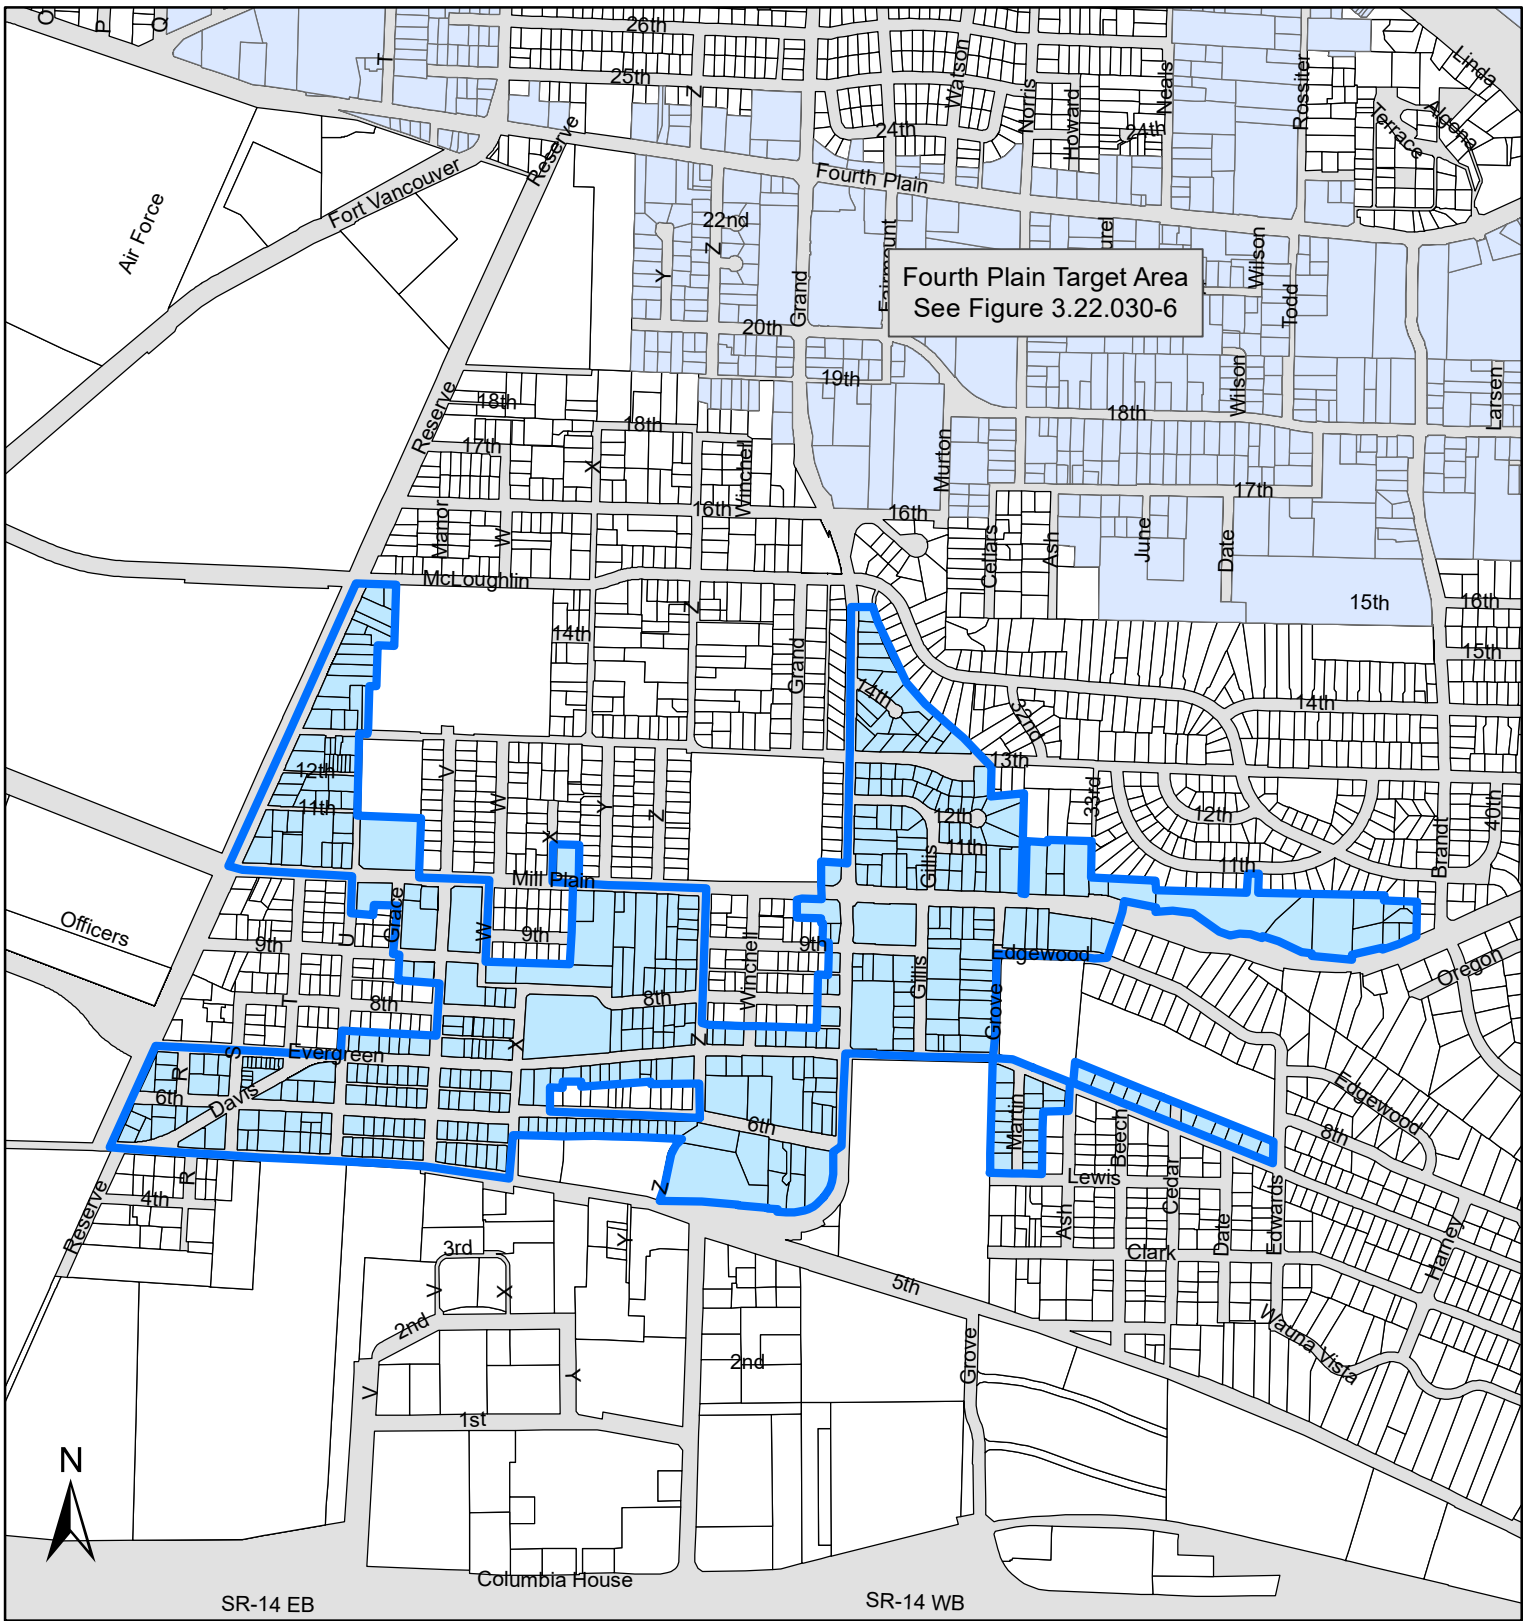 P
Q
26th
T
25th
Z
Watson
Norris
Howard
Neals
Rossiter
Linda
Algona
Terrace
24th
24th
Reserve
Fourth Plain
Fort Vancouver
Air Force
22nd
Z
Y
Grand
Wilson
Todd
Fourth Plain Target Area
See Figure 3.22.030-6
20th
19th
Wilson
Larsen
18th
18th
18th
Reserve
17th
X
Winchell
Murton
17th
16th
16th
Manor
W
Cellars
Ash
June
Date
McLoughlin
Z
15th
16th
14th
Grand
15th
14th
32nd
14th
13th
12th
V
W
Y
Z
33rd
12th
40th
11th
X
12th
11th
Gillis
11th
Brandt
Mill Plain
Grace
Officers
9th
U
W
9th
Winchell
9th
Edgewood
Oregon
Gillis
T
8th
8th
Grove
S
Evergreen
X
Z
R
Davis
6th
6th
Martin
Beech
Edgewood
8th
R
4th
Reserve
Z
Lewis
Cedar
Ash
Date
Edwards
Harney
Clark
3rd
Y
V
X
5th
2nd
2nd
Grove
Wauna Vista
V
Y
1st
N
Columbia House
SR-14 EB
SR-14 WB